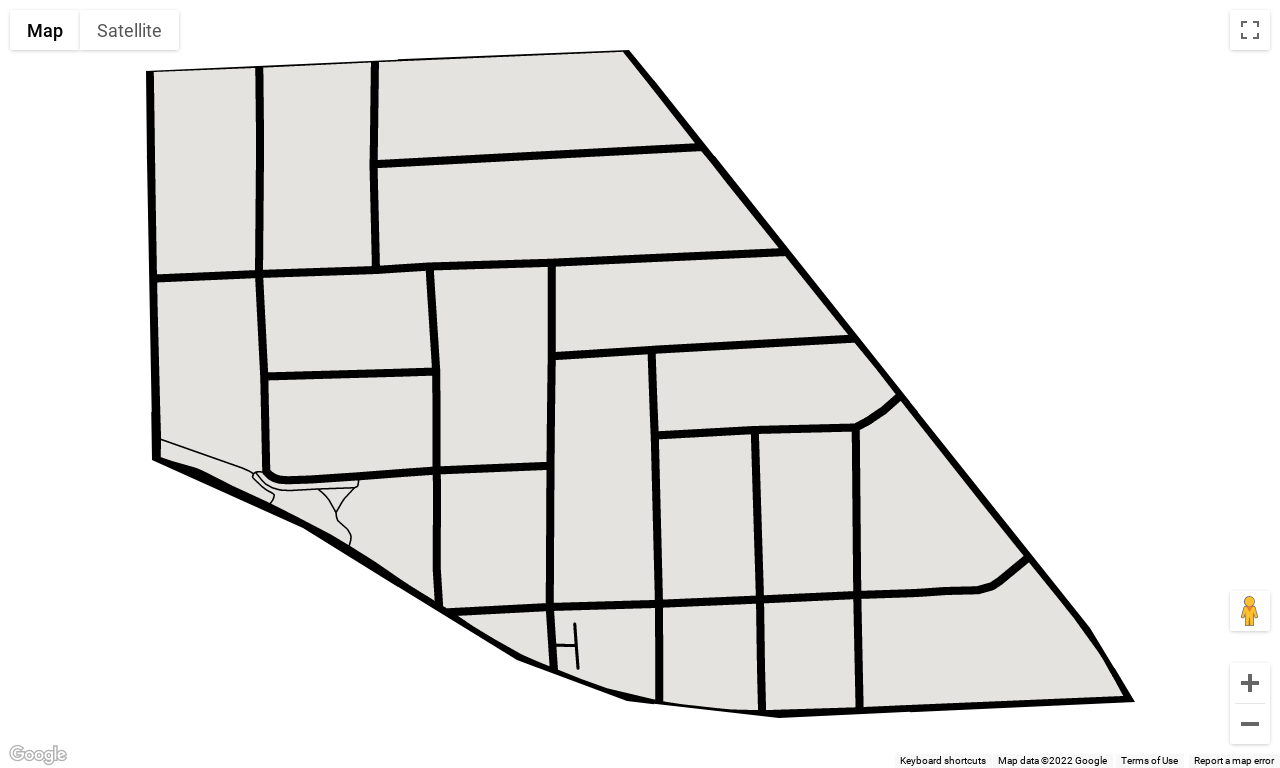 Map Satellite
Google
Keyboard shortcuts Map data ©2022 Google Terms of Use Report a map error